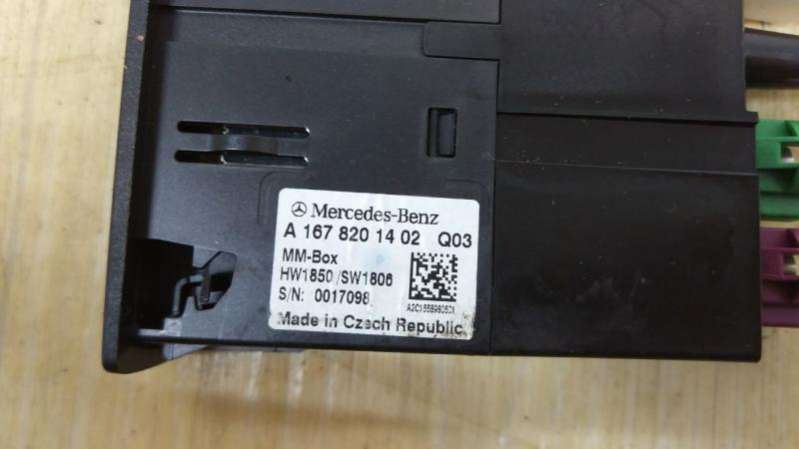 Mercedes-Benz
A 167 820 14 02 Q03
MM-Box
HW1850 /SW1806
S/N: 0017098
Made in Czech Republic